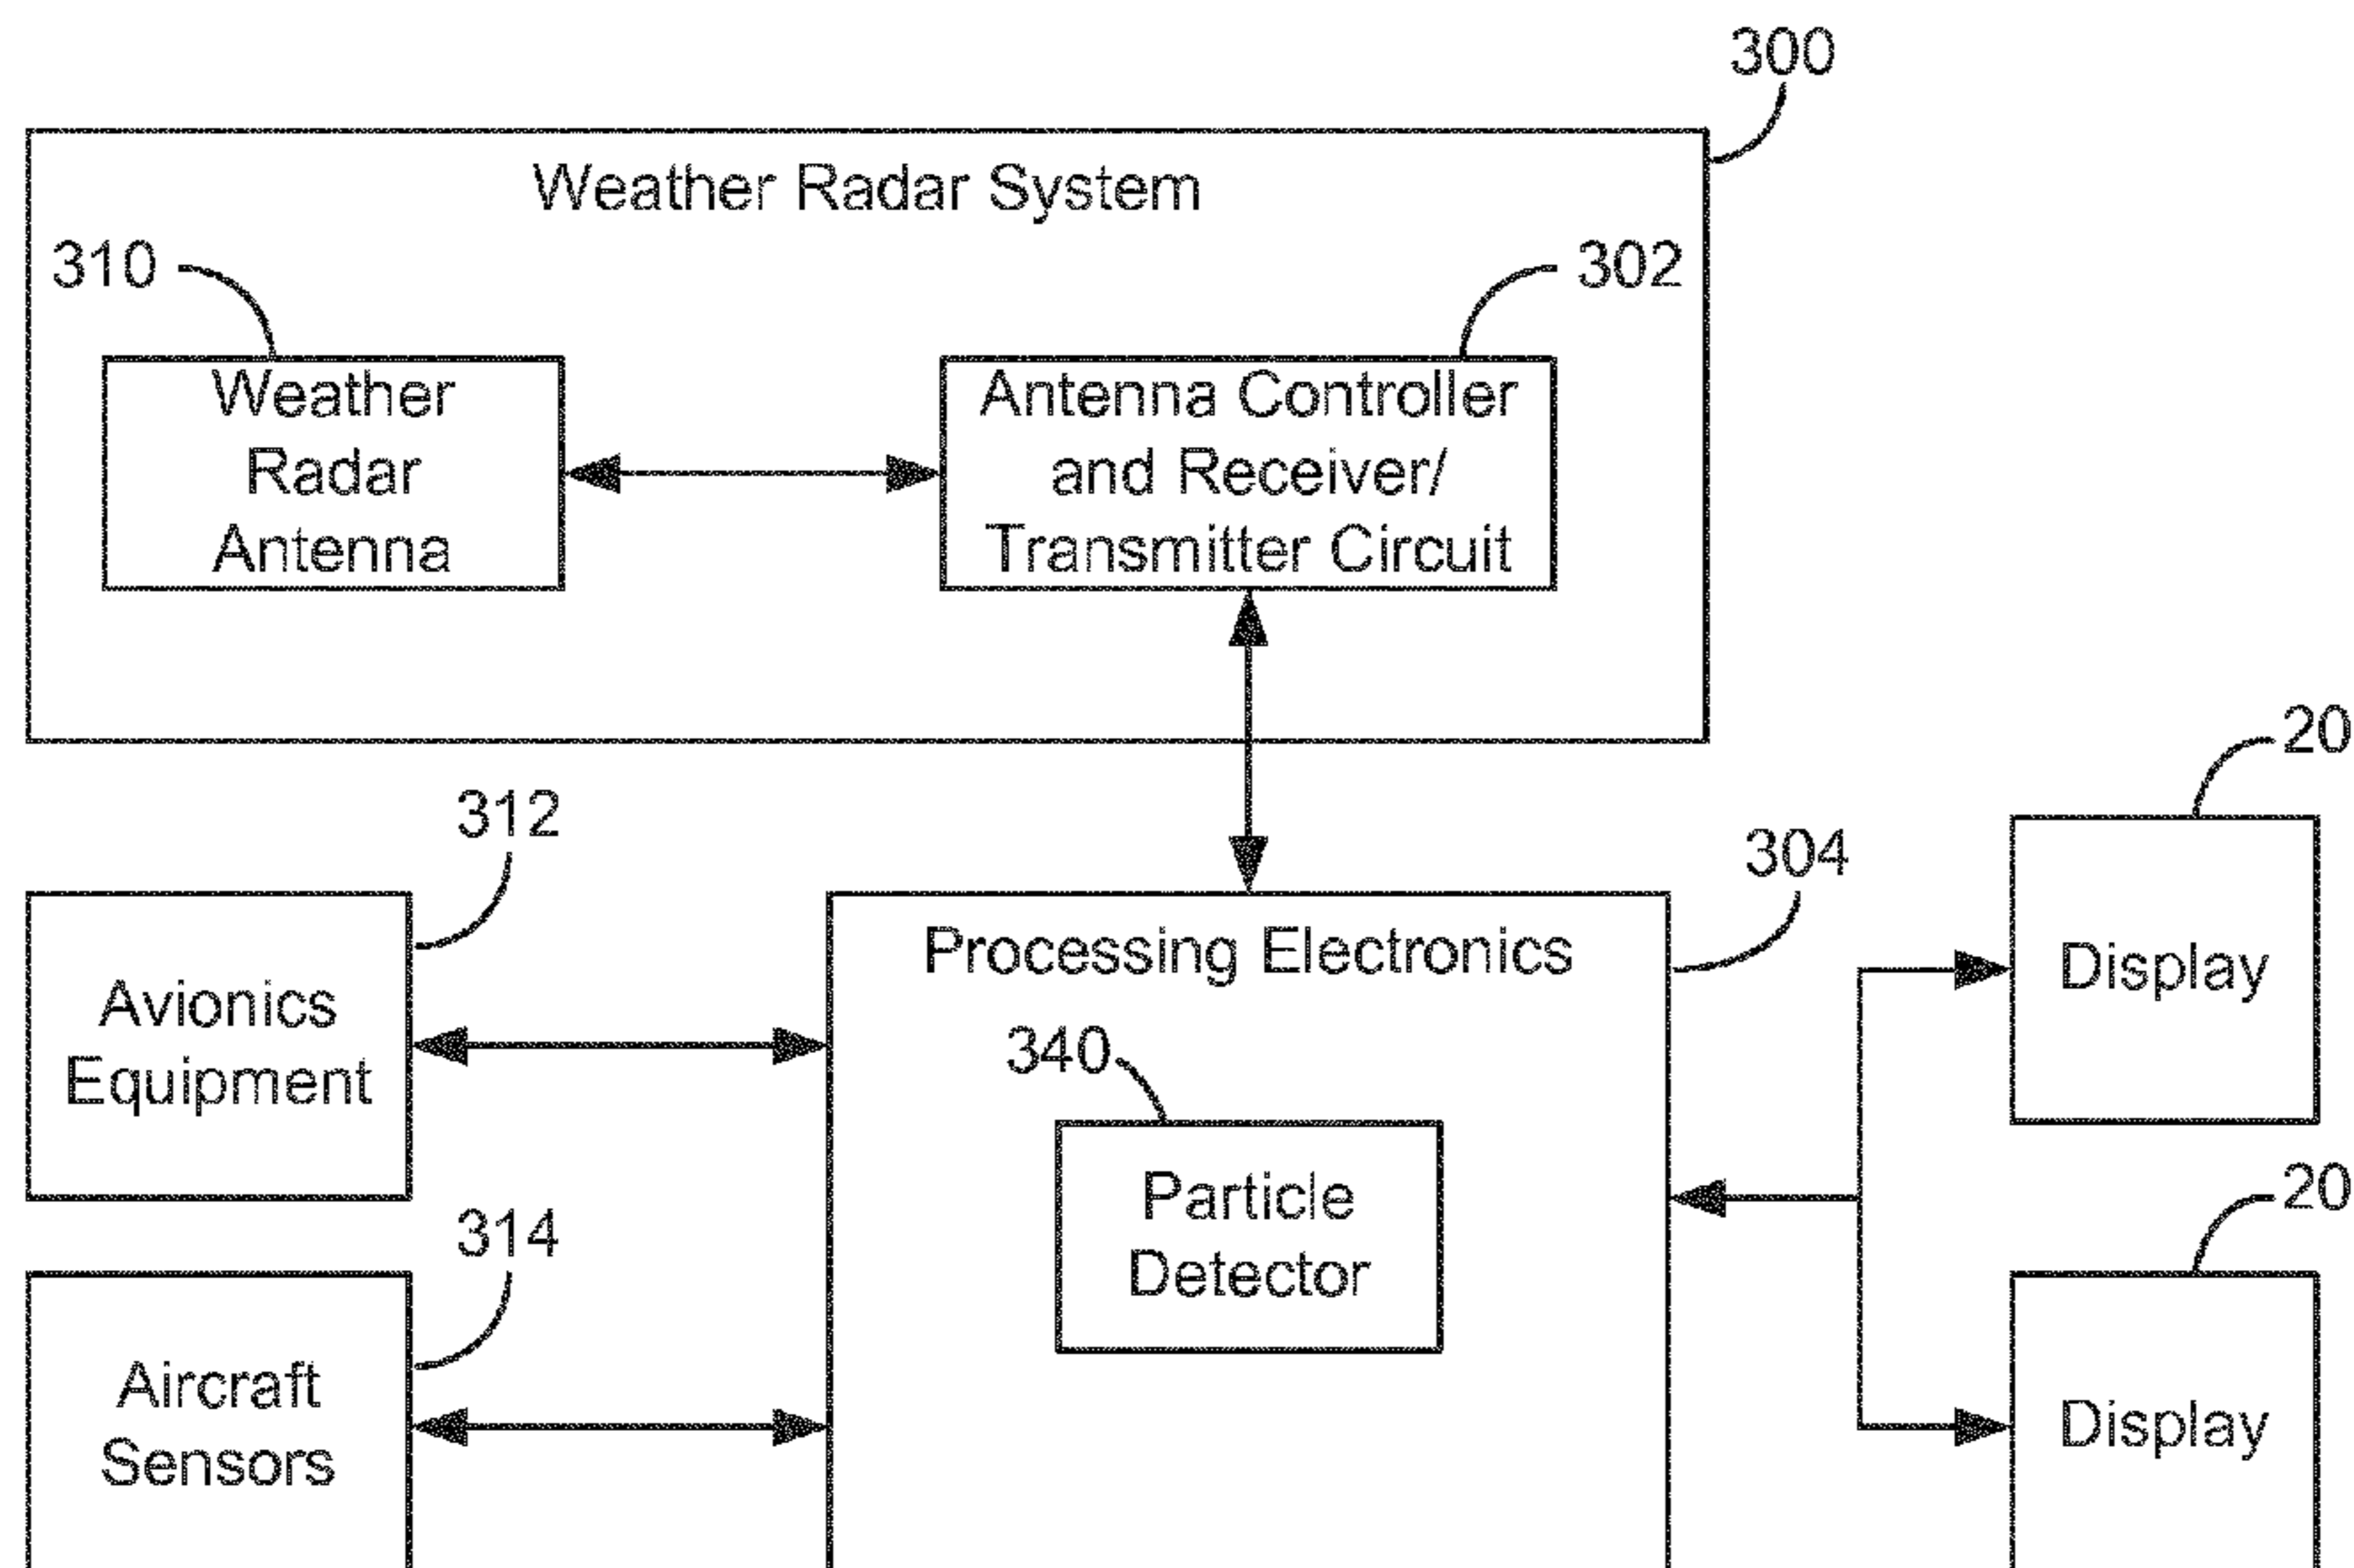 300
Weather Radar System
310
302
Weather
Radar
Antenna
Antenna Controller
and Receiver/
Transmitter Circuit
20
312
304
Avionics
Equipment
Processing Electronics
Display
340
Particle
Detector
20
314
Aircraft
Sensors
Display